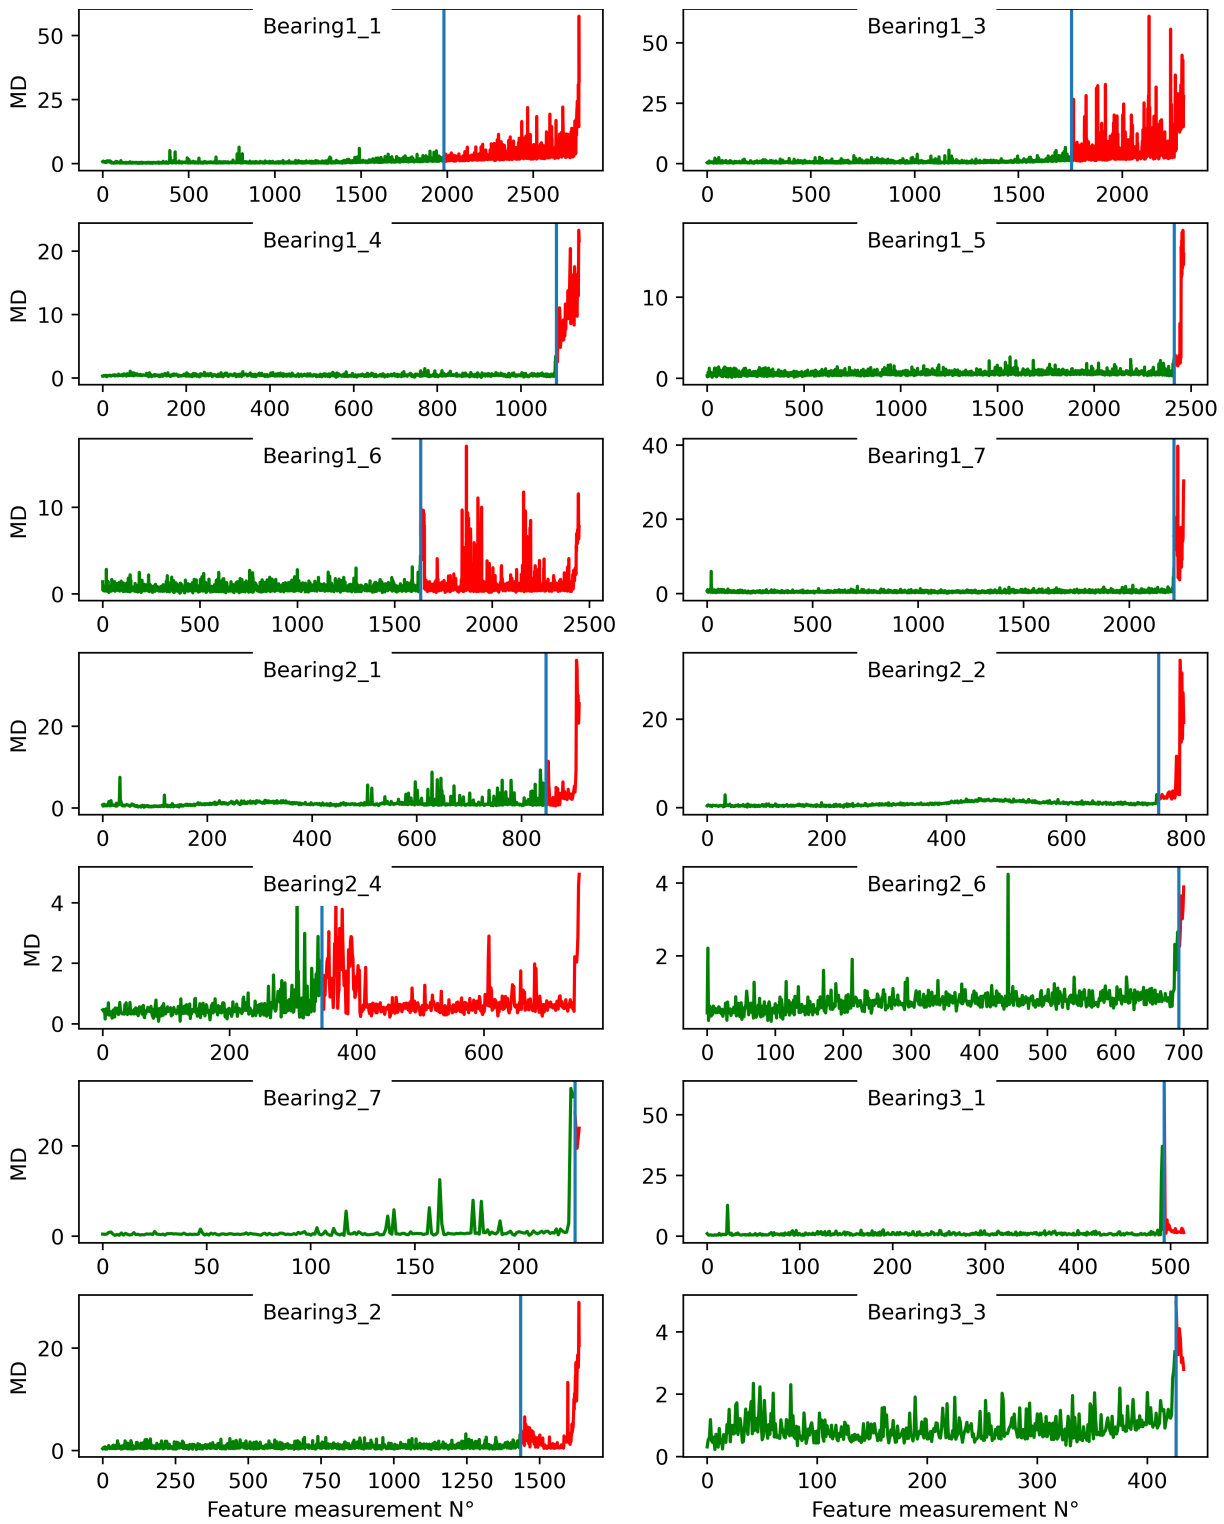 Bearing1_1
MD
50
25
0
0 500 1000 1500 2000 2500
Bearing1_3
50
25
0
0 500 1000 1500 2000
Bearing1_4
MD
20
10
0
0 200 400 600 800 1000
Bearing1_5
10
0
0 500 1000 1500 2000 2500
Bearing1_6
MD
10
0
0 500 1000 1500 2000 2500
Bearing1_7
40
20
0
0 500 1000 1500 2000
Bearing2_1
MD
20
0
0 200 400 600 800
Bearing2_2
20
0
0 200 400 600 800
Bearing2_4
MD
4
2
0
0 200 400 600
Bearing2_6
4
2
0 100 200 300 400 500 600 700
Bearing2_7
MD
20
0
0 50 100 150 200
Bearing3_1
50
25
0
0 100 200 300 400 500
Bearing3_2
MD
20
0
0 250 500 750 1000 1250 1500
Feature measurement N°
Bearing3_3
4
2
0
0 100 200 300 400
Feature measurement N°